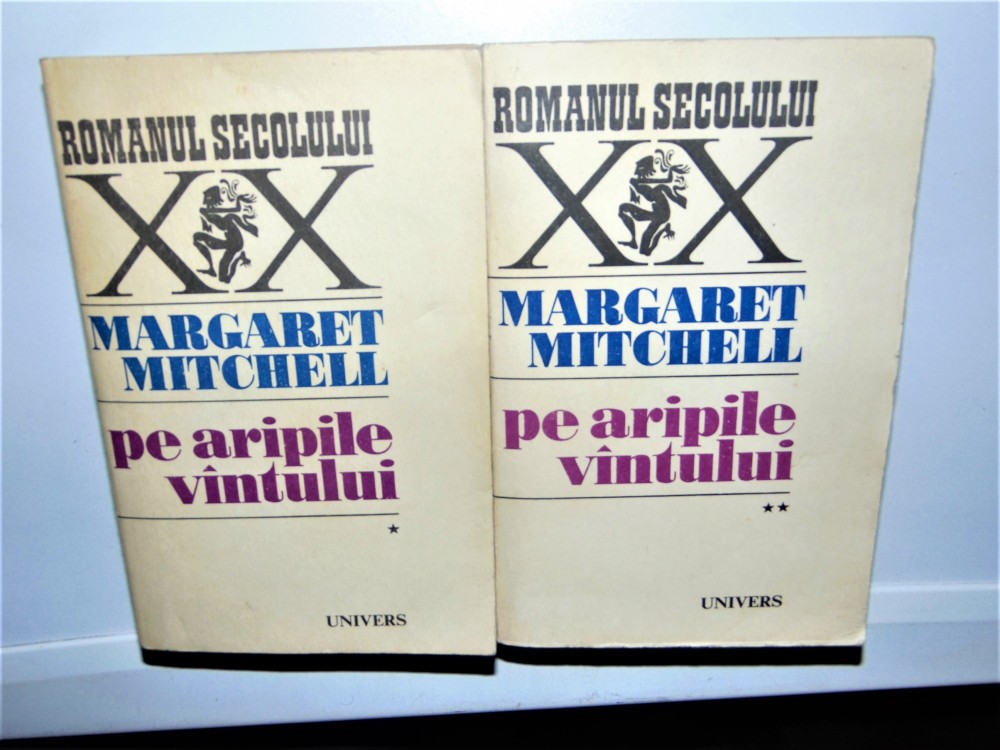 ROMANUL SECOLULUI
XX
MARGARET
MITCHELL
pe aripile
vîntului
★
UNIVERS
ROMANUL SECOLULUI
XX
MARGARET
MITCHELL
pe aripile
vîntului
★★
UNIVERS